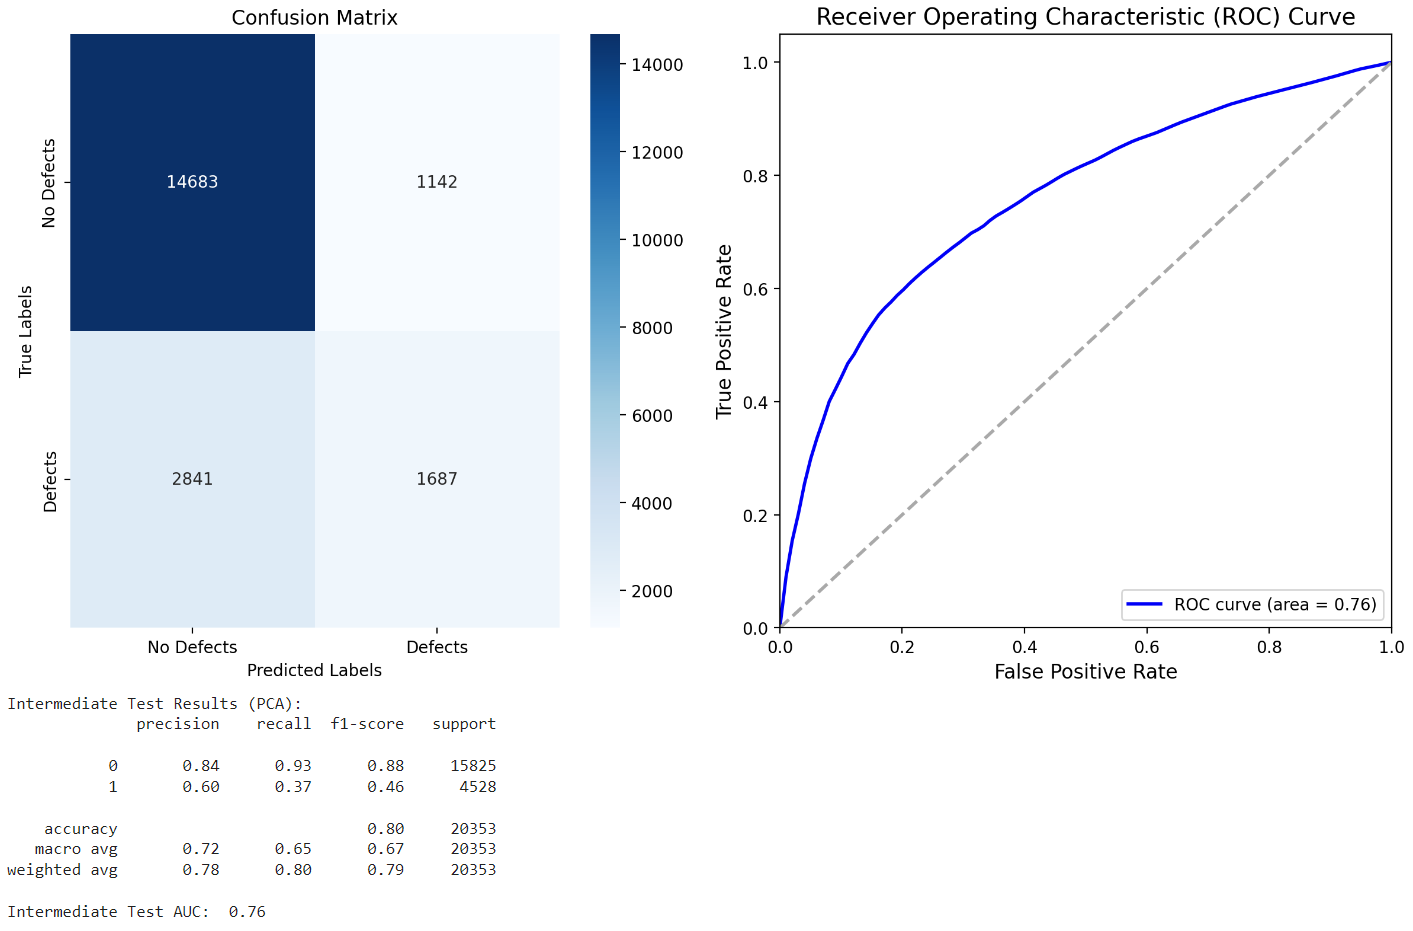 Confusion Matrix
No Defects
Defects
True Labels
14683
1142
2841
1687
No Defects
Defects
Predicted Labels
14000
12000
10000
8000
6000
4000
2000
Receiver Operating Characteristic (ROC) Curve
True Positive Rate
1.0
0.8
0.6
0.4
0.2
0.0
0.0
0.2
0.4
0.6
0.8
1.0
False Positive Rate
ROC curve (area = 0.76)
Intermediate Test Results (PCA):
precision recall f1-score support
0 0.84 0.93 0.88 15825
1 0.60 0.37 0.46 4528
accuracy 0.80 20353
macro avg 0.72 0.65 0.67 20353
weighted avg 0.78 0.80 0.79 20353
Intermediate Test AUC: 0.76